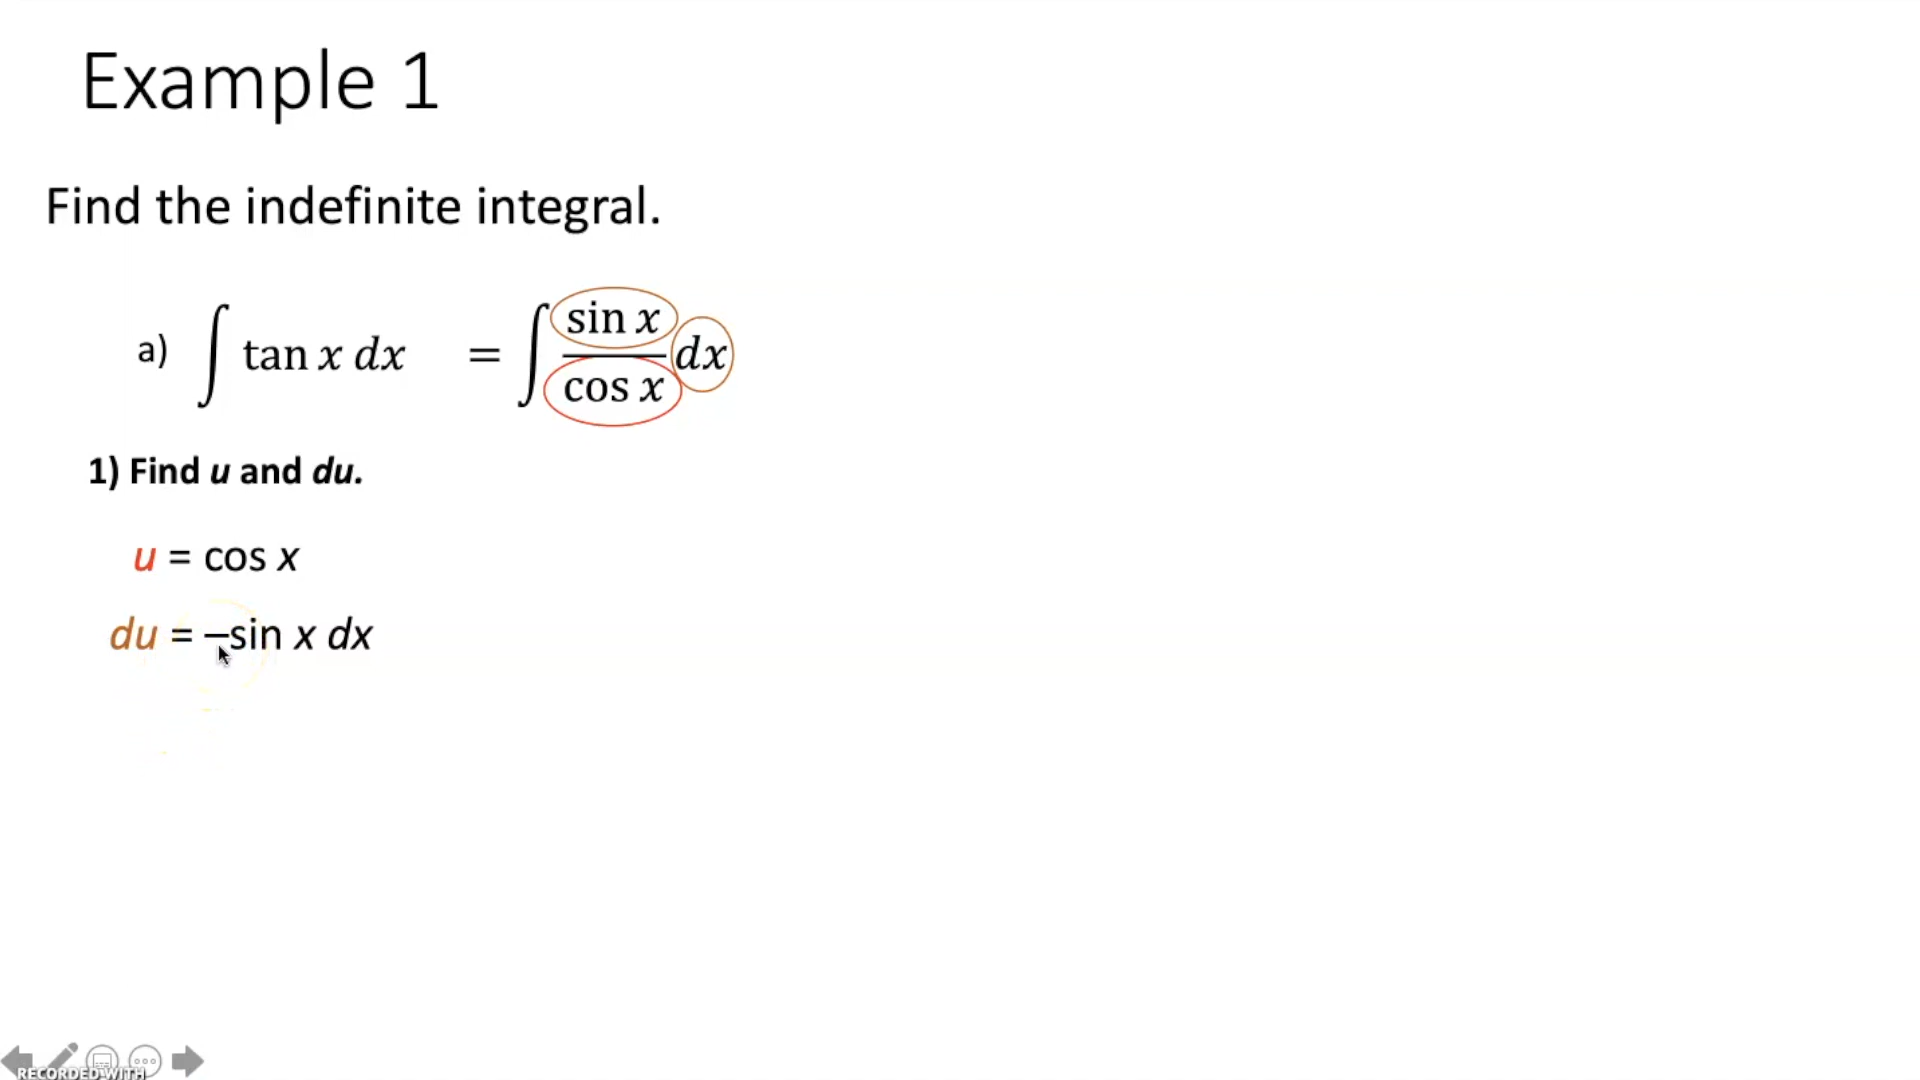 Example 1
Find the indefinite integral.
a) ∫ tan x dx = ∫ sin x / cos x dx
1) Find u and du.
u = cos x
du = –sin x dx
RECORDED WITH